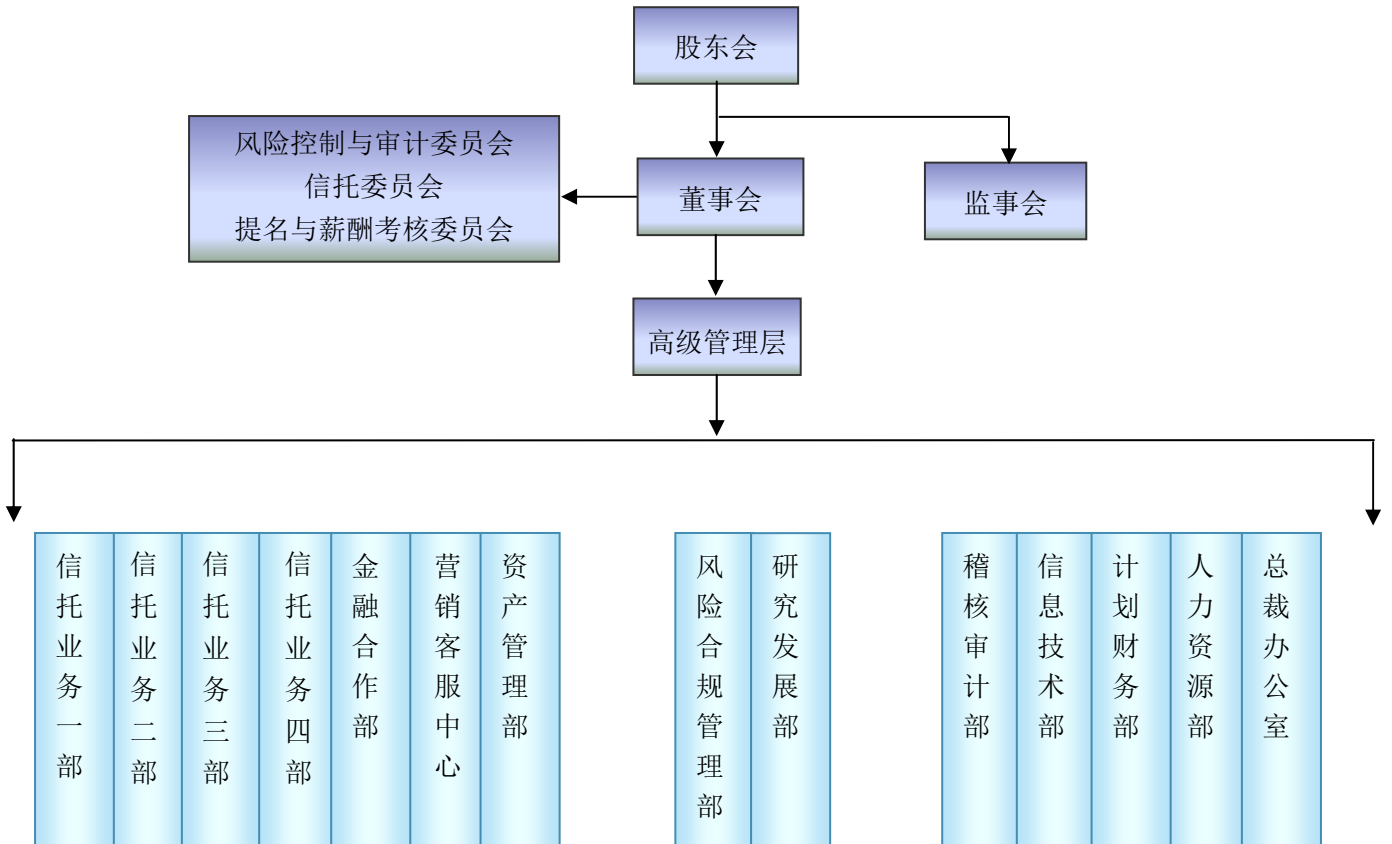 股东会
风险控制与审计委员会
信托委员会
提名与薪酬考核委员会
董事会
监事会
高级管理层
信托业务一部
信托业务二部
信托业务三部
信托业务四部
金融合作部
营销客服中心
资产管理部
风险合规管理部
研究发展部
稽核审计部
信息技术部
计划财务部
人力资源部
总裁办公室